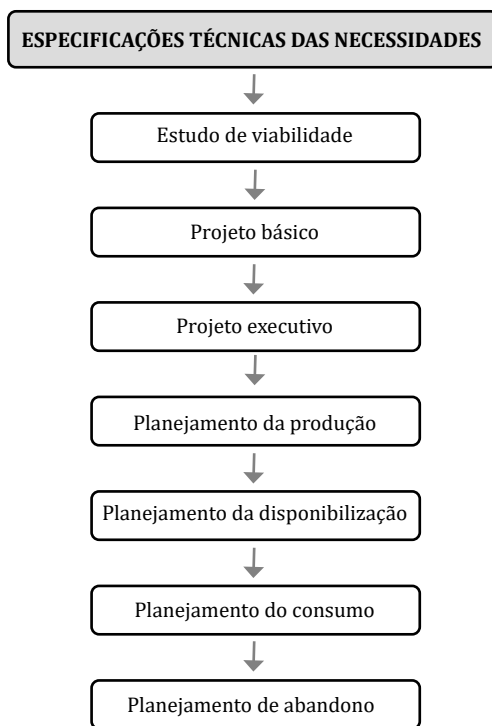 ESPECIFICAÇÕES TÉCNICAS DAS NECESSIDADES
Estudo de viabilidade
Projeto básico
Projeto executivo
Planejamento da produção
Planejamento da disponibilização
Planejamento do consumo
Planejamento de abandono